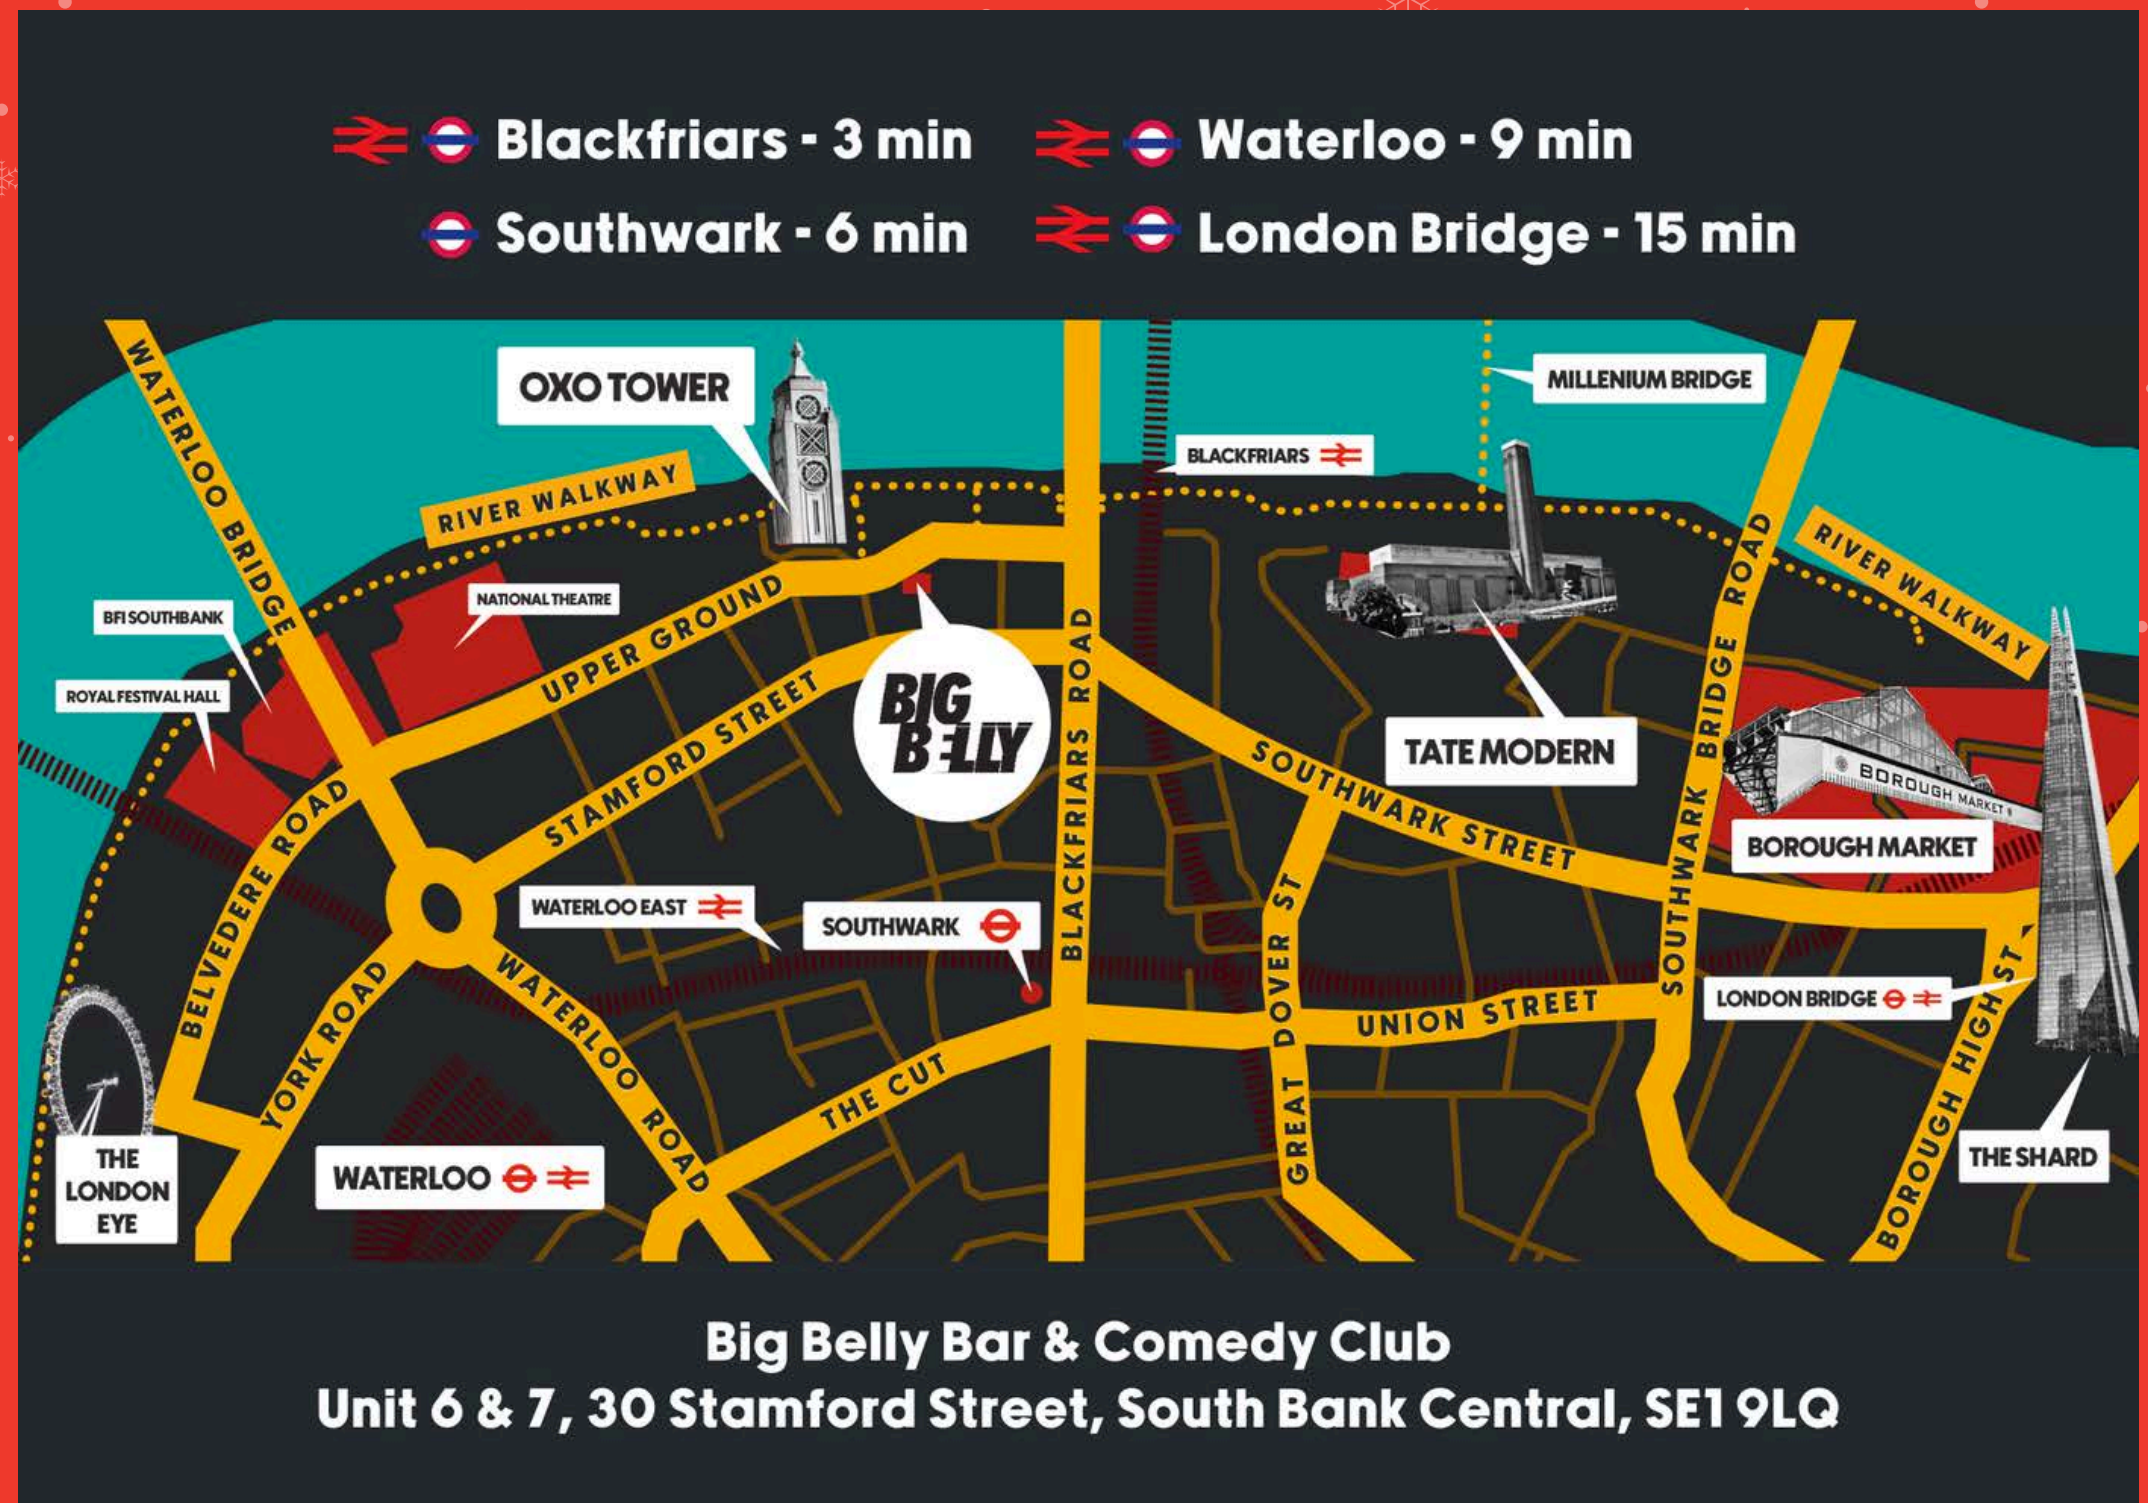 Blackfriars - 3 min
Waterloo - 9 min
Southwark - 6 min
London Bridge - 15 min
WATERLOO BRIDGE
OXO TOWER
MILLENIUM BRIDGE
BLACKFRIARS
RIVER WALKWAY
RIVER WALKWAY
NATIONAL THEATRE
BFI SOUTHBANK
ROYAL FESTIVAL HALL
UPPER GROUND
STAMFORD STREET
BIG
BELLY
BLACKFRIARS ROAD
TATE MODERN
SOUTHWARK BRIDGE ROAD
SOUTHWARK STREET
BOROUGH MARKET
BOROUGH MARKET
BELVEDERE ROAD
WATERLOO EAST
SOUTHWARK
YORK ROAD
WATERLOO ROAD
THE CUT
GREAT DOVER ST
UNION STREET
LONDON BRIDGE
BOROUGH HIGH ST
THE
LONDON
EYE
WATERLOO
THE SHARD
Big Belly Bar & Comedy Club
Unit 6 & 7, 30 Stamford Street, South Bank Central, SE1 9LQ